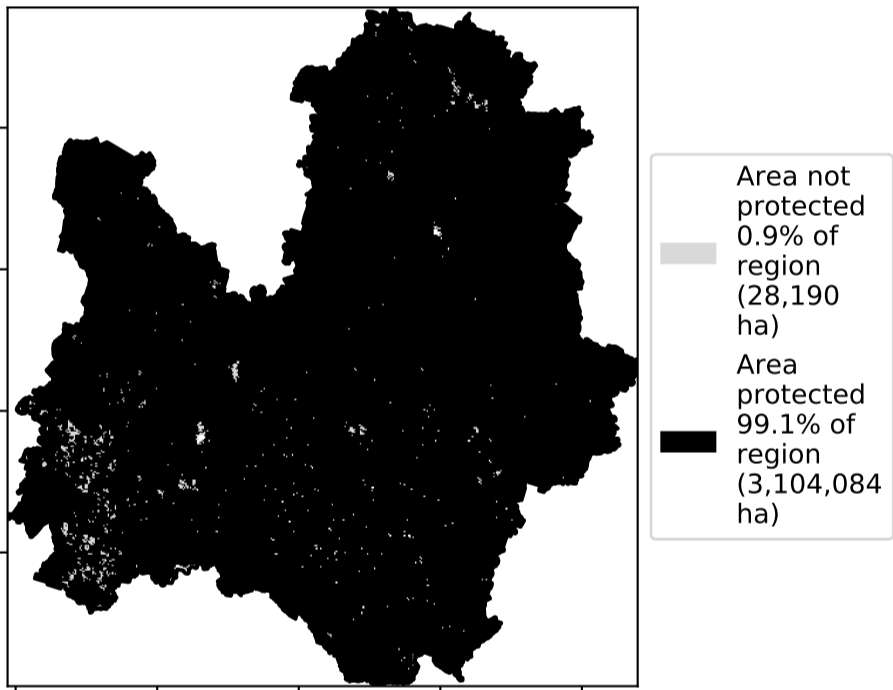 Area not
protected
0.9% of
region
(28,190
ha)
Area
protected
99.1% of
region
(3,104,084
ha)